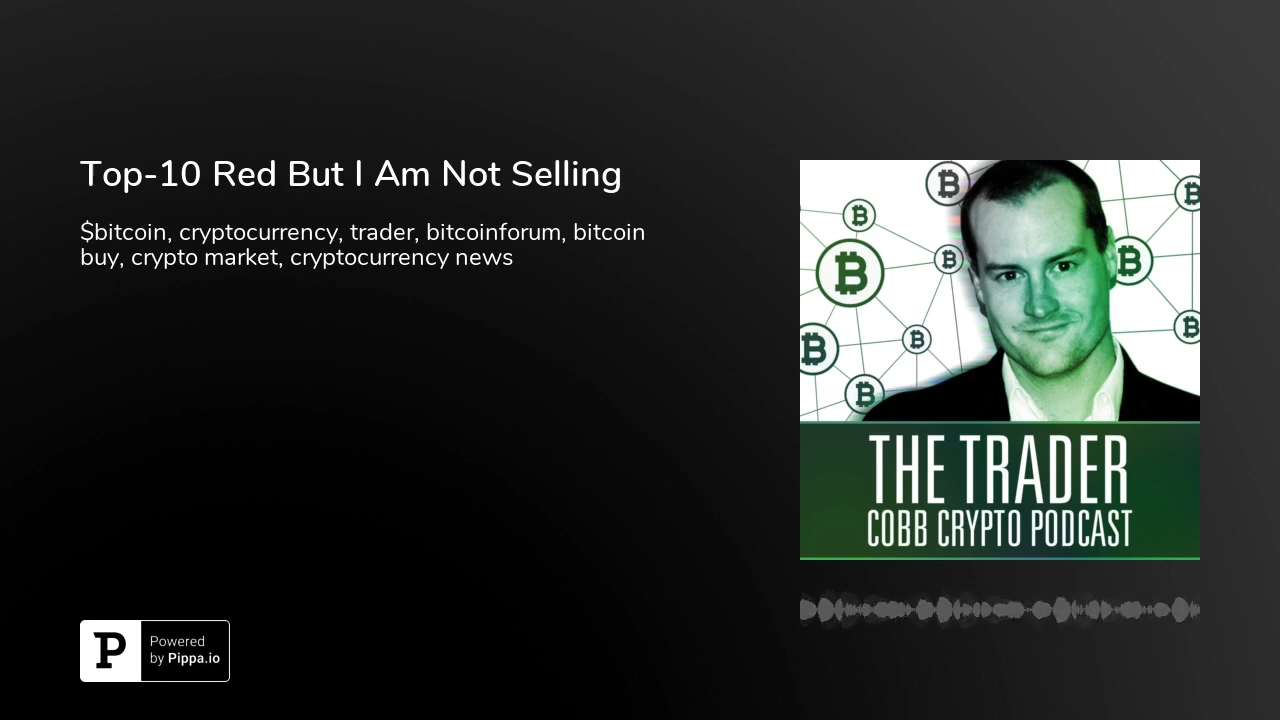 Top-10 Red But I Am Not Selling
$bitcoin, cryptocurrency, trader, bitcoinforum, bitcoin
buy, crypto market, cryptocurrency news
THE TRADER
COBB CRYPTO PODCAST
P
Powered
by Pippa.io